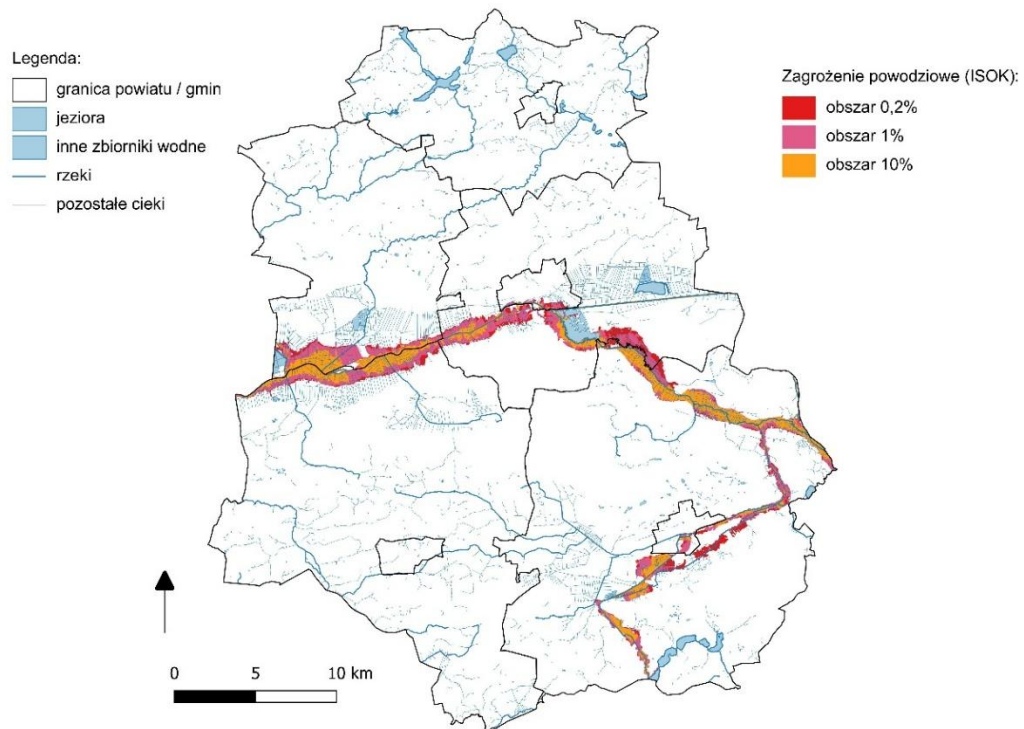 Legenda:
granica powiatu / gmin
jeziora
inne zbiorniki wodne
rzeki
pozostałe cieki
Zagrożenie powodziowe (ISOK):
obszar 0,2%
obszar 1%
obszar 10%
0 5 10 km